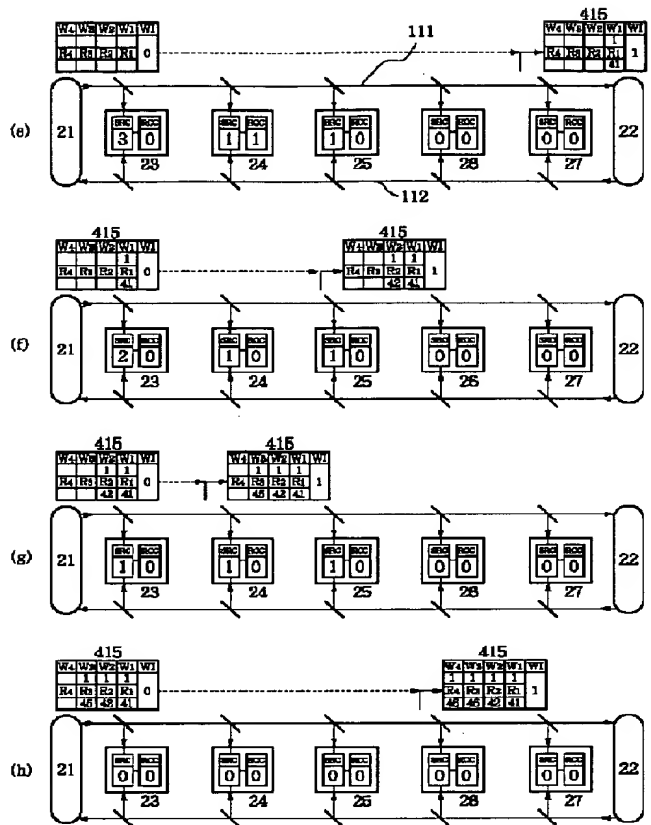 415
W4 W3 W2 W1 WI
W4 W3 W2 W1 WI
1
R4 R3 R2 R1 0
R4 R3 R2 R1 1
41
111
(e)
21
SRC RCC
3 0
23
SRC RCC
1 1
24
SRC RCC
1 0
25
SRC RCC
0 0
26
SRC RCC
0 0
27
22
112
415
415
W4 W3 W2 W1 WI
W4 W3 W2 W1 WI
1
1 1
R4 R3 R2 R1 0
R4 R3 R2 R1 1
41
42 41
(f)
21
SRC RCC
2 0
23
SRC RCC
1 0
24
SRC RCC
1 0
25
SRC RCC
0 0
26
SRC RCC
0 0
27
22
415
415
W4 W3 W2 W1 WI
W4 W3 W2 W1 WI
1 1
1 1 1
R4 R3 R2 R1 0
R4 R3 R2 R1 1
42 41
45 42 41
(g)
21
SRC RCC
1 0
23
SRC RCC
1 0
24
SRC RCC
1 0
25
SRC RCC
0 0
26
SRC RCC
0 0
27
22
415
415
W4 W3 W2 W1 WI
W4 W3 W2 W1 WI
1 1 1
1 1 1 1
R4 R3 R2 R1 0
R4 R3 R2 R1 1
42 41
42 41
(h)
21
SRC RCC
0 0
23
SRC RCC
0 0
24
SRC RCC
0 0
25
SRC RCC
0 0
26
SRC RCC
0 0
27
22